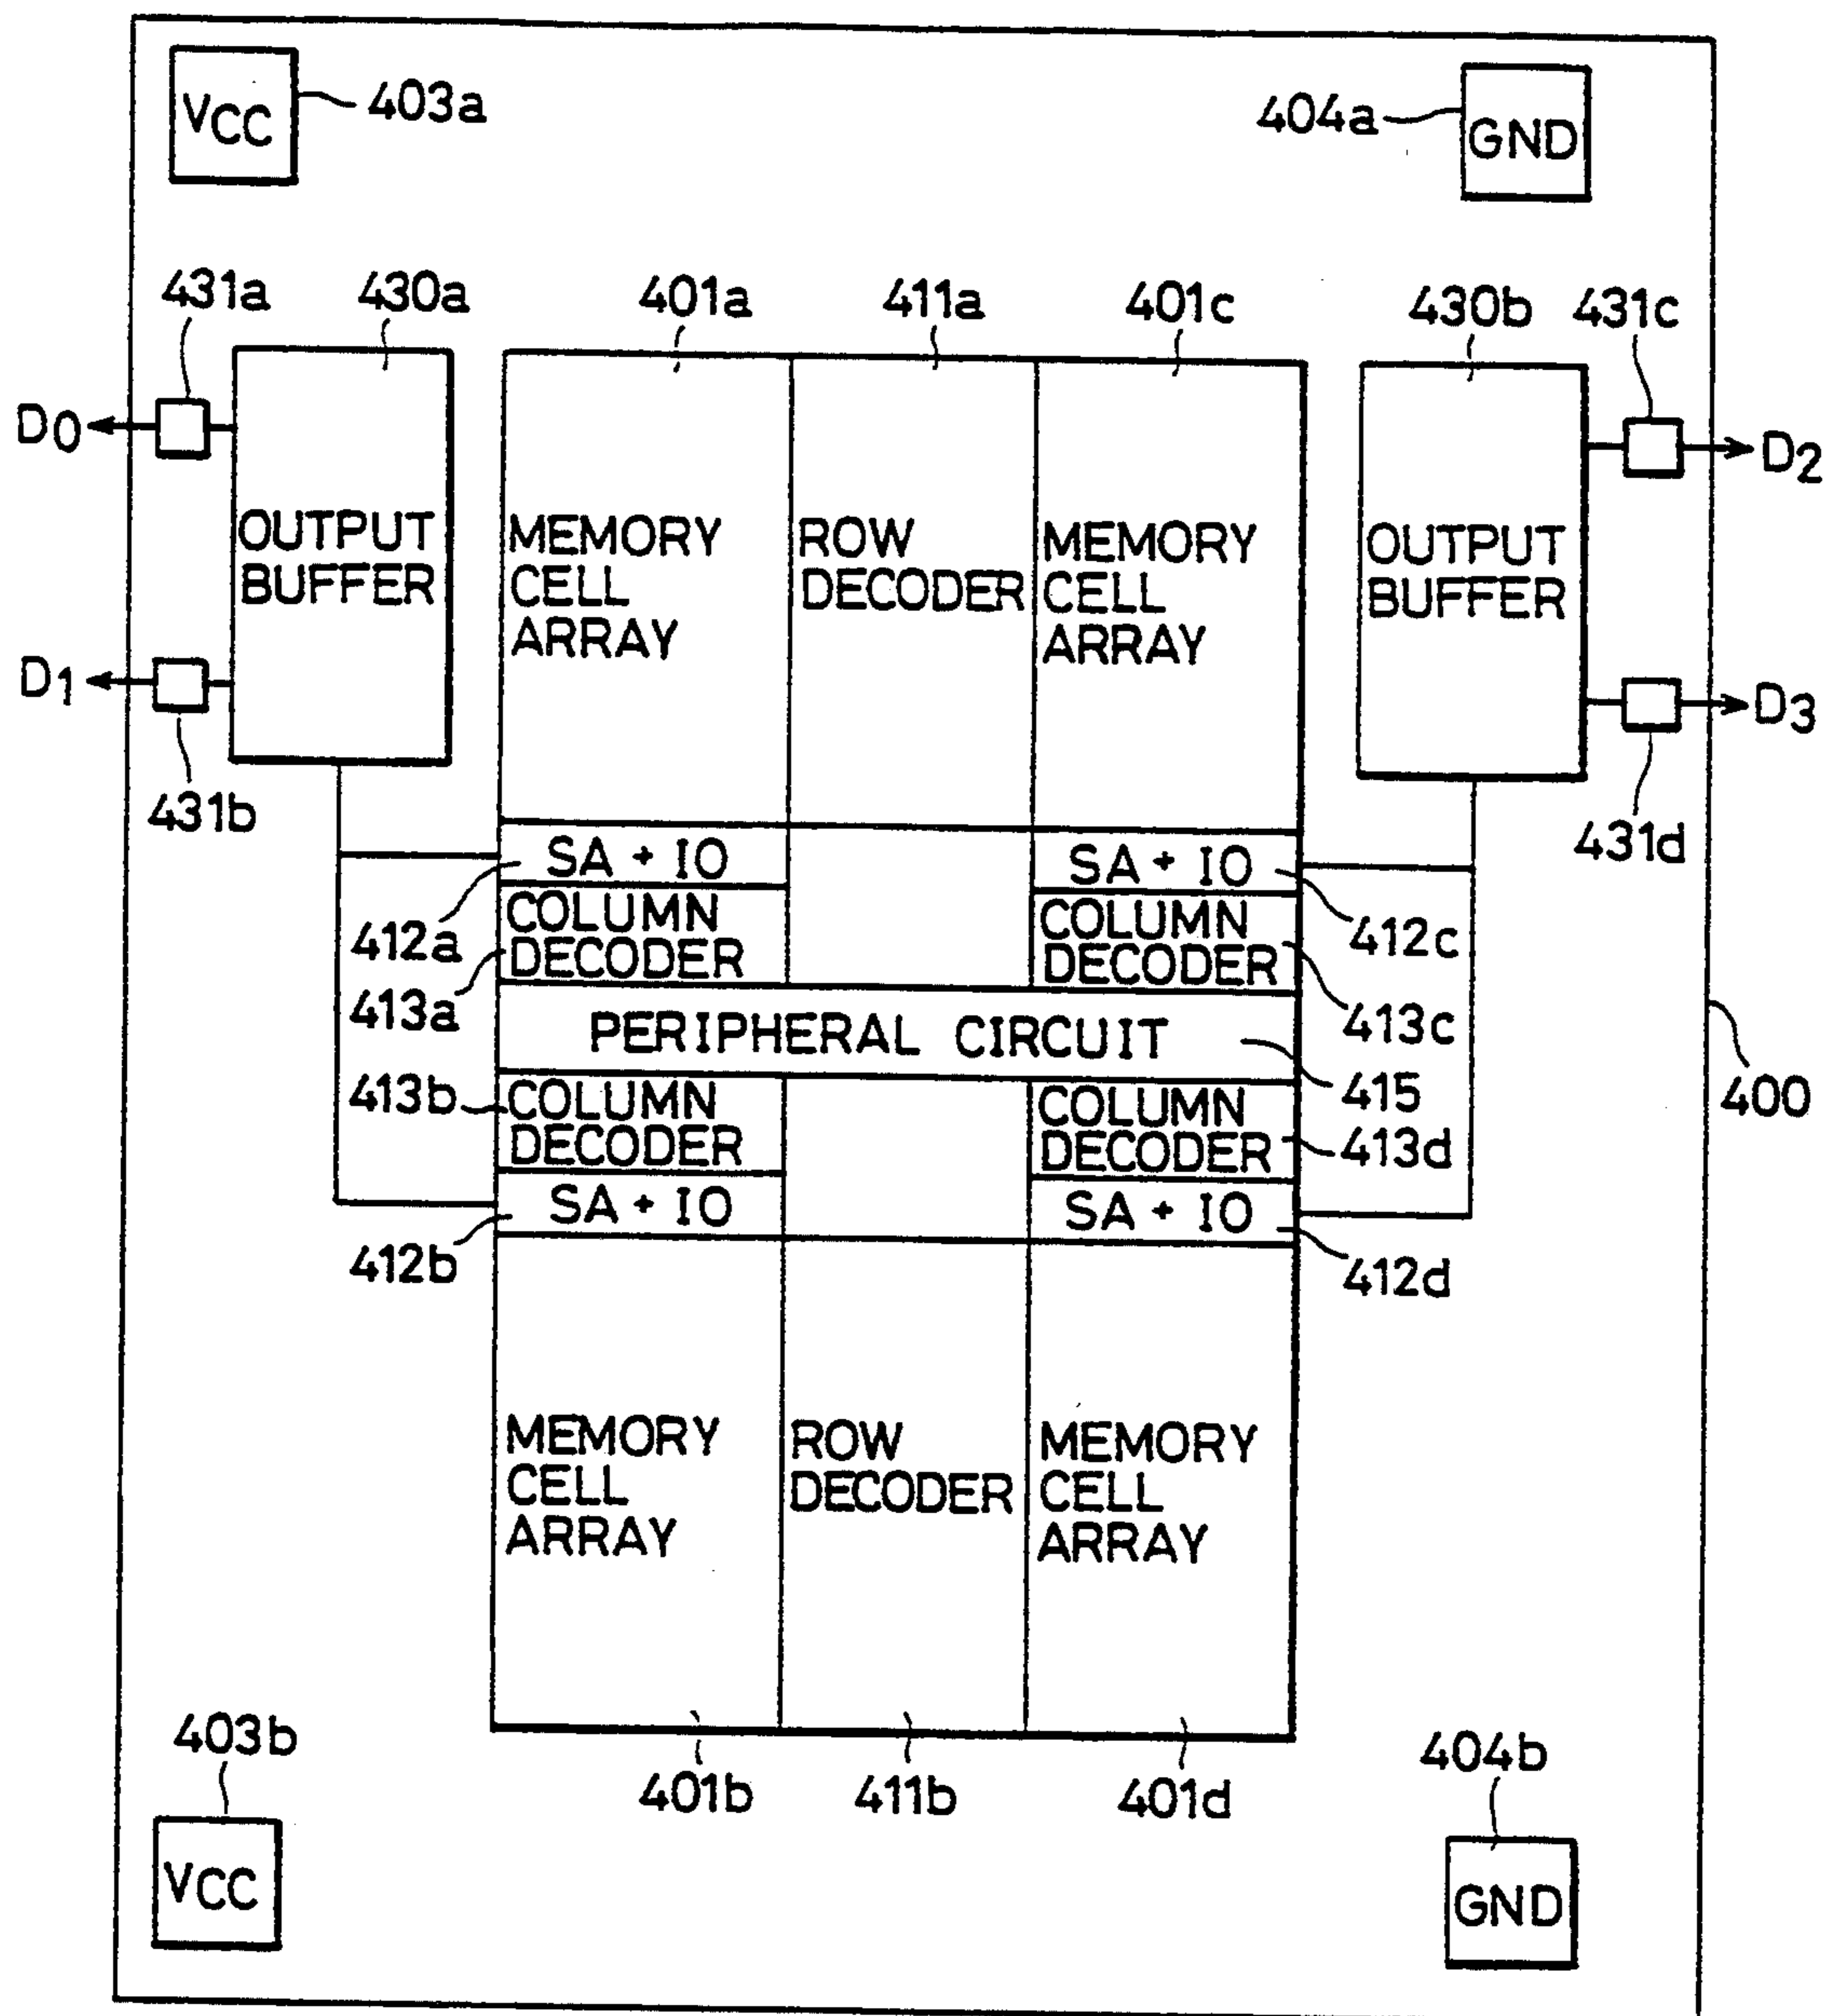 VCC
403a
404a
GND
431a
430a
401a
411a
401c
430b
431c
D0
D2
OUTPUT
BUFFER
MEMORY
CELL
ARRAY
ROW
DECODER
MEMORY
CELL
ARRAY
OUTPUT
BUFFER
D1
D3
431b
431d
SA + IO
SA + IO
412a
COLUMN
DECODER
COLUMN
DECODER
412c
413a
PERIPHERAL CIRCUIT
413c
415
400
413b
COLUMN
DECODER
COLUMN
DECODER
413d
SA + IO
SA + IO
412b
412d
MEMORY
CELL
ARRAY
ROW
DECODER
MEMORY
CELL
ARRAY
403b
401b
411b
401d
404b
VCC
GND